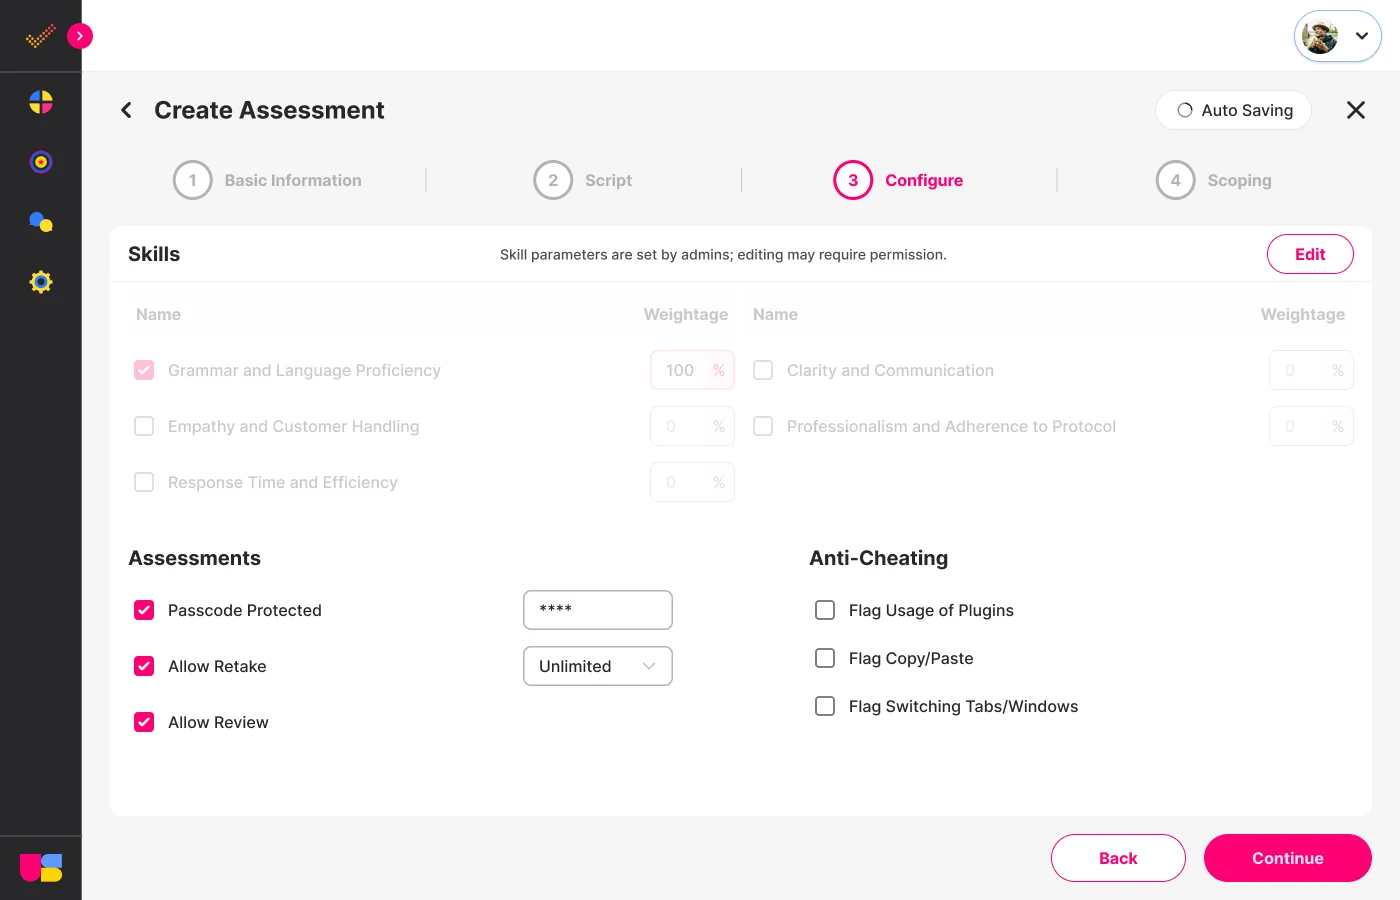 Create Assessment
Auto Saving
1 Basic Information
2 Script
3 Configure
4 Scoping
Skills
Skill parameters are set by admins; editing may require permission.
Edit
Name Weightage Name Weightage
Grammar and Language Proficiency 100 % Clarity and Communication 0 %
Empathy and Customer Handling 0 % Professionalism and Adherence to Protocol 0 %
Response Time and Efficiency 0 %
Assessments
Passcode Protected ****
Allow Retake Unlimited
Allow Review
Anti-Cheating
Flag Usage of Plugins
Flag Copy/Paste
Flag Switching Tabs/Windows
Back
Continue